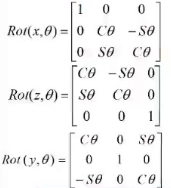 Rot(x,θ) = [1 0 0
0 Cθ −Sθ
0 Sθ Cθ]
Rot(z,θ) = [Cθ −Sθ 0
Sθ Cθ 0
0 0 1]
Rot(y,θ) = [Cθ 0 Sθ
0 1 0
−Sθ 0 Cθ]